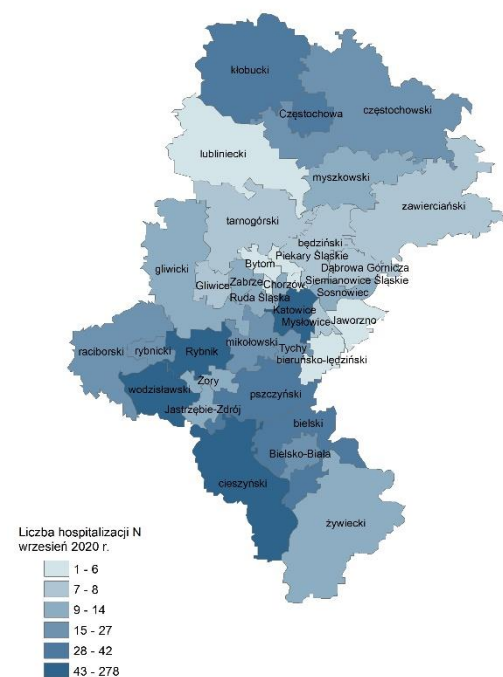 kłobucki
Częstochowa
częstochowski
lubliniecki
myszkowski
zawierciański
tarnogórski
będziński
Piekary Śląskie
Bytom
Dąbrowa Górnicza
gliwicki
Gliwice
Zabrze
Chorzów
Siemianowice Śląskie
Ruda Śląska
Sosnowiec
Katowice
Mysłowice
Jaworzno
raciborski
rybnicki
Rybnik
mikołowski
Tychy
bieruńsko-lędziński
wodzisławski
Żory
pszczyński
Jastrzębie-Zdrój
bielski
Bielsko-Biała
cieszyński
żywiecki
Liczba hospitalizacji N
wrzesień 2020 r.
1 - 6
7 - 8
9 - 14
15 - 27
28 - 42
43 - 278